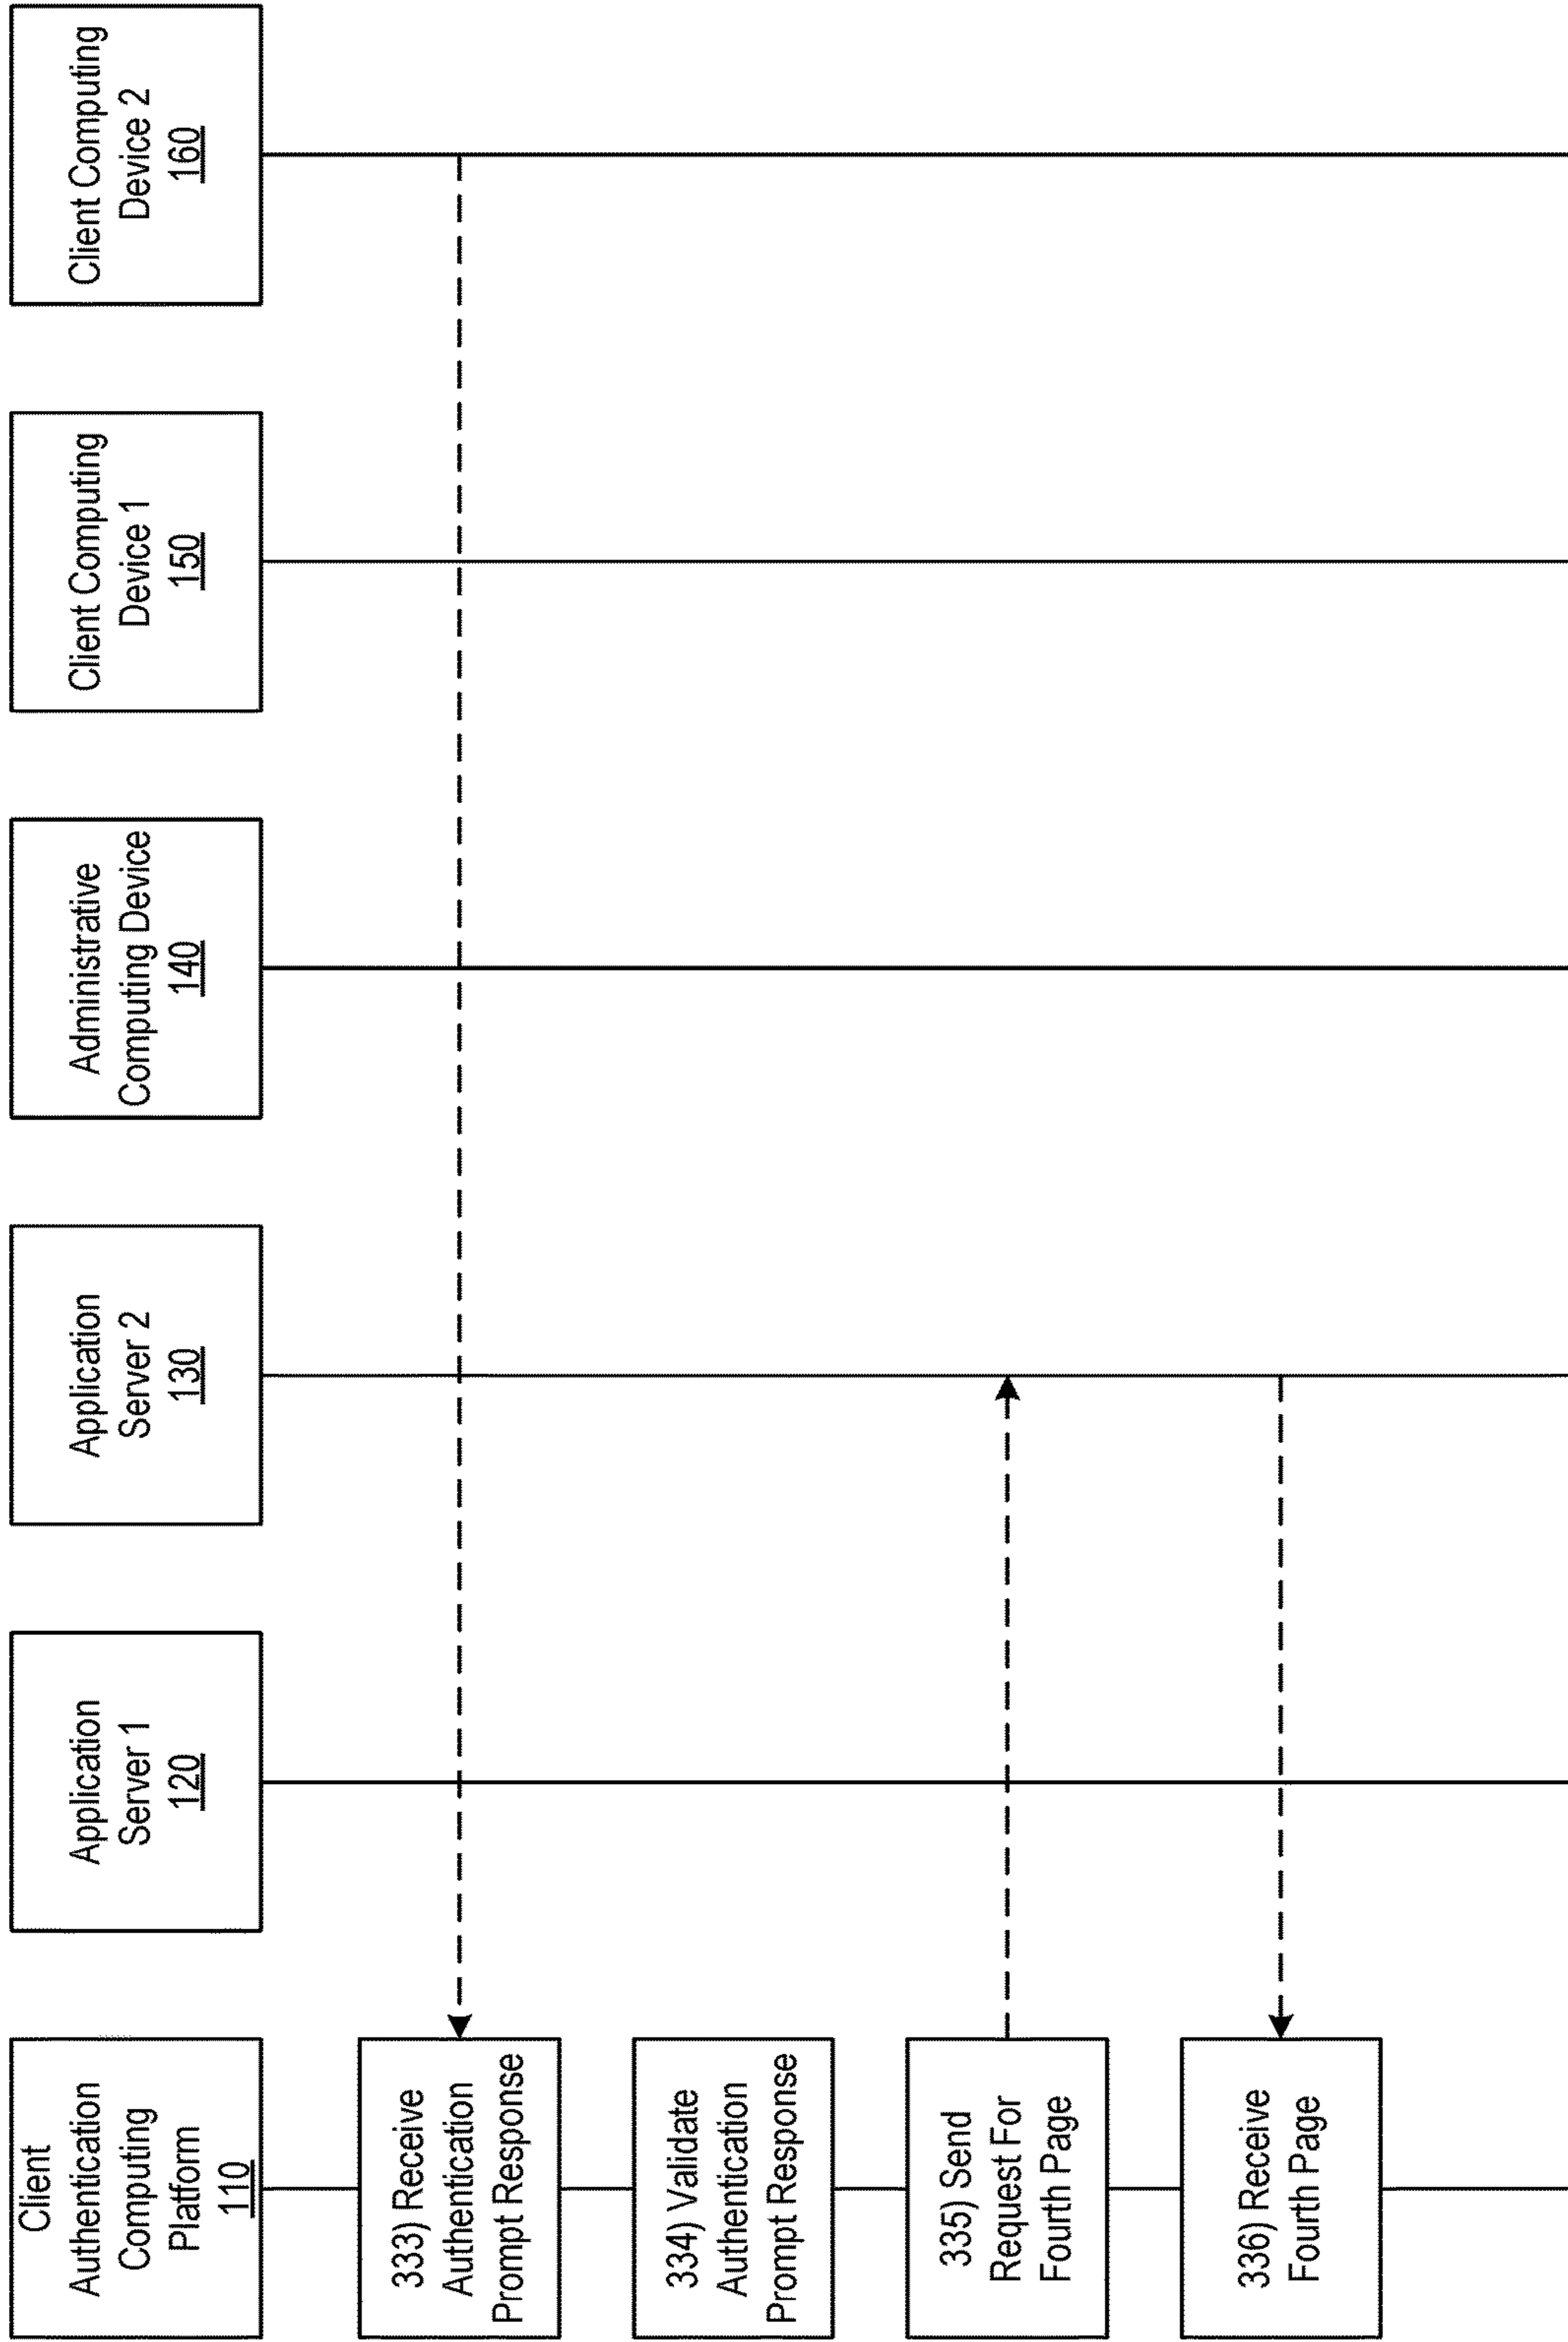 Client
Authentication
Computing
Platform
110
Application
Server 1
120
Application
Server 2
130
Administrative
Computing Device
140
Client Computing
Device 1
150
Client Computing
Device 2
160
333) Receive
Authentication
Prompt Response
334) Validate
Authentication
Prompt Response
335) Send
Request For
Fourth Page
336) Receive
Fourth Page